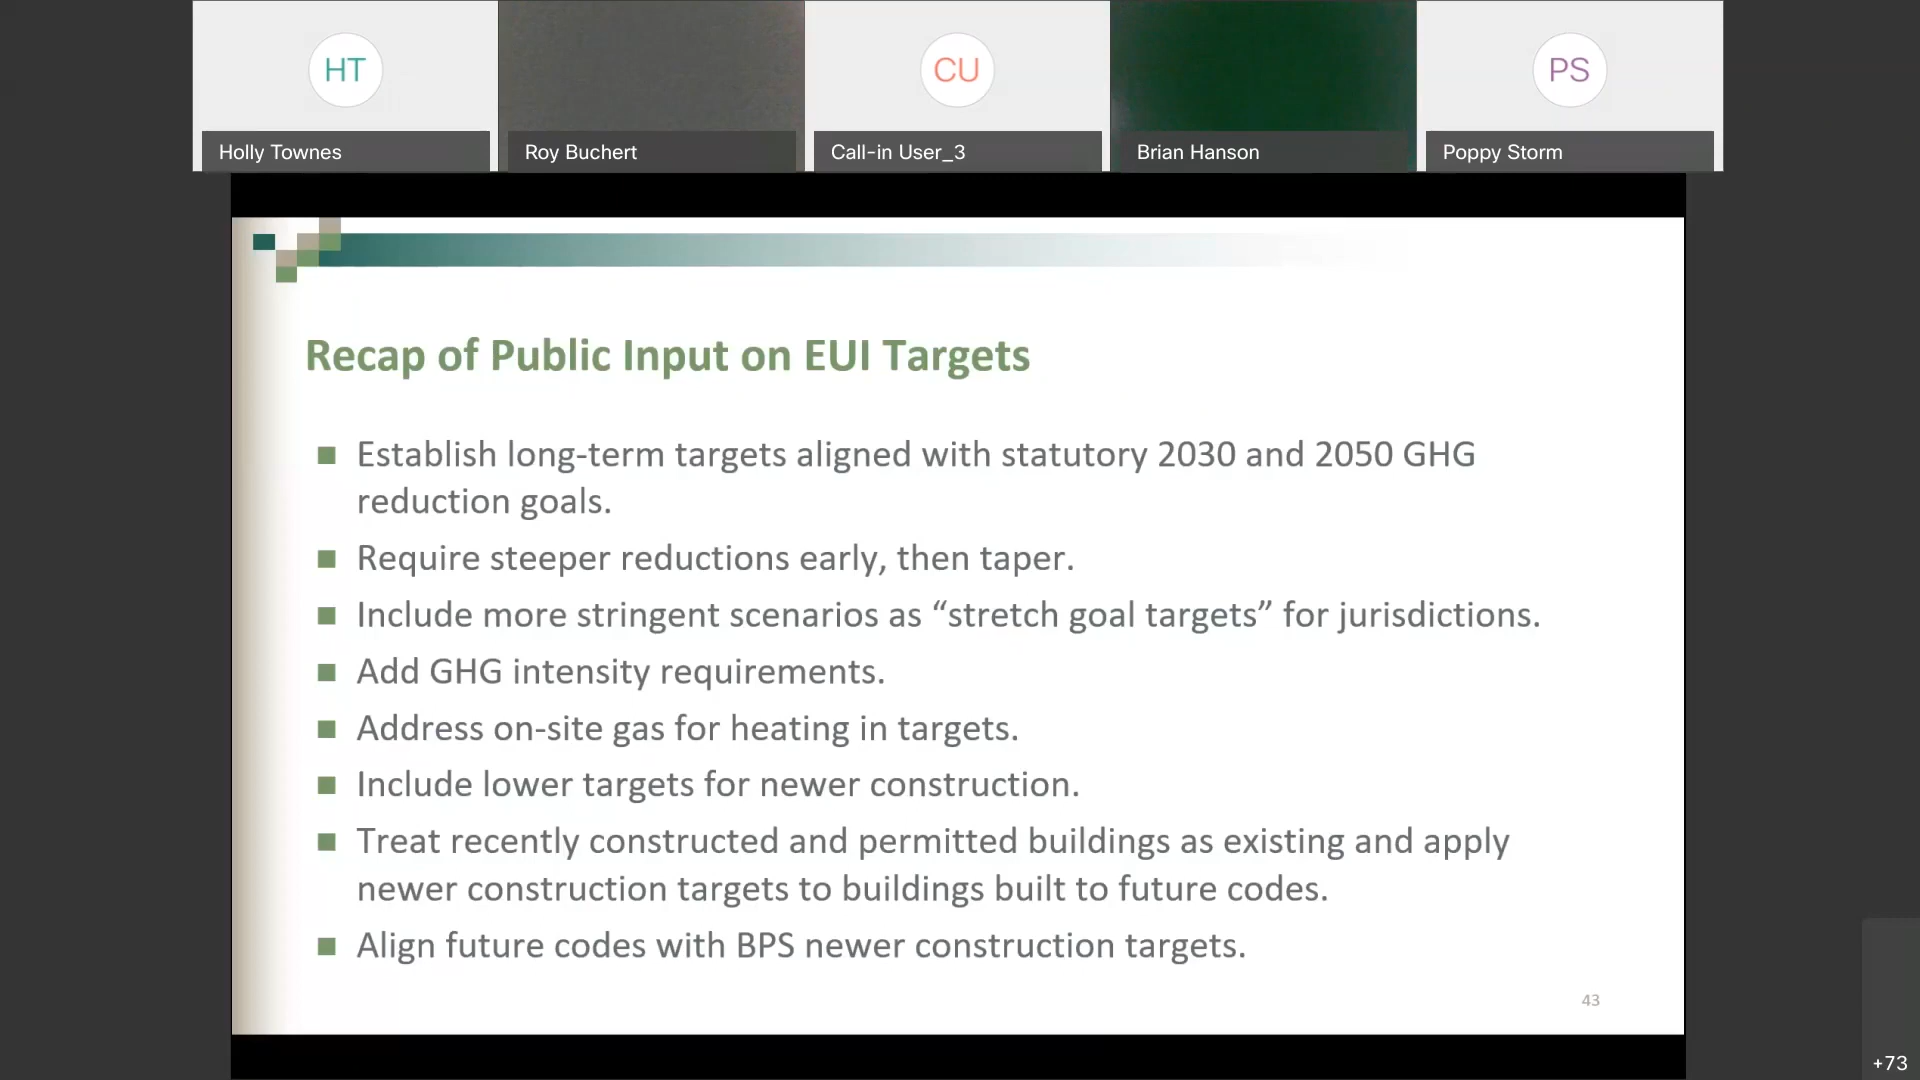 HT
CU
PS
Holly Townes
Roy Buchert
Call-in User_3
Brian Hanson
Poppy Storm
Recap of Public Input on EUI Targets
Establish long-term targets aligned with statutory 2030 and 2050 GHG
reduction goals.
Require steeper reductions early, then taper.
Include more stringent scenarios as “stretch goal targets” for jurisdictions.
Add GHG intensity requirements.
Address on-site gas for heating in targets.
Include lower targets for newer construction.
Treat recently constructed and permitted buildings as existing and apply
newer construction targets to buildings built to future codes.
Align future codes with BPS newer construction targets.
43
+73